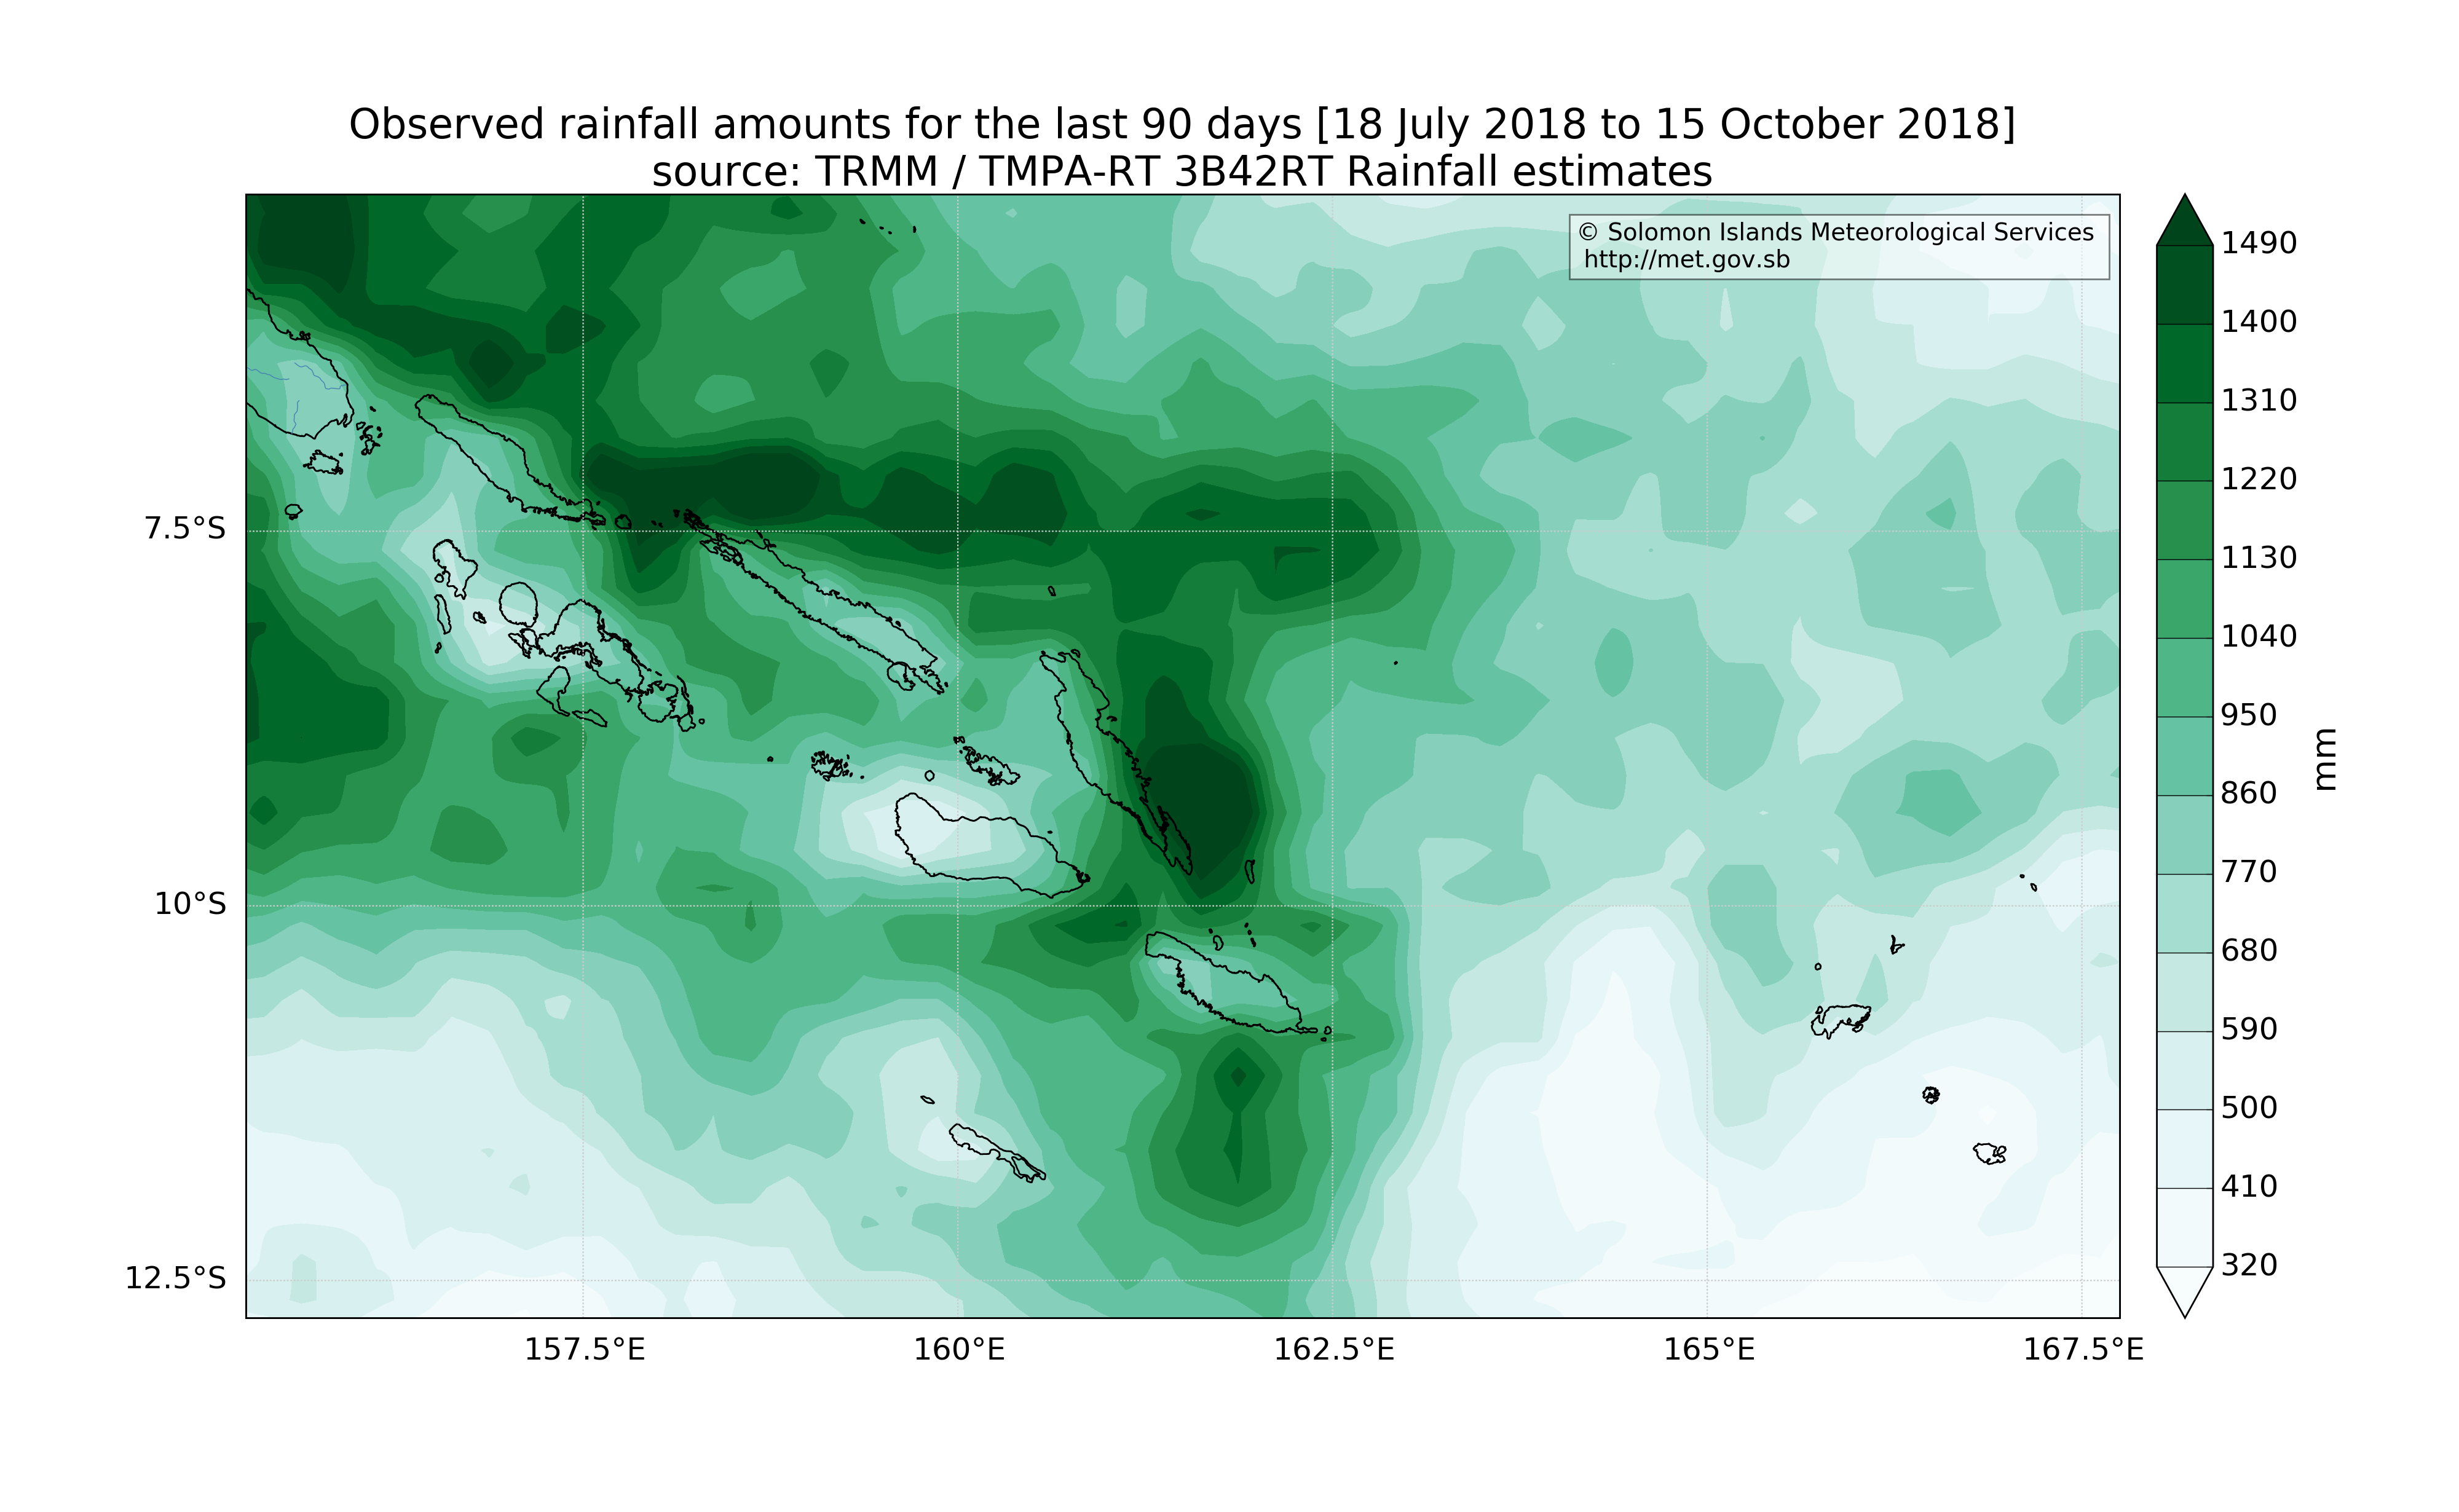 Observed rainfall amounts for the last 90 days [18 July 2018 to 15 October 2018]
source: TRMM / TMPA-RT 3B42RT Rainfall estimates
© Solomon Islands Meteorological Services
http://met.gov.sb
7.5°S
10°S
12.5°S
157.5°E
160°E
162.5°E
165°E
167.5°E
1490
1400
1310
1220
1130
1040
950
860
770
680
590
500
410
320
mm